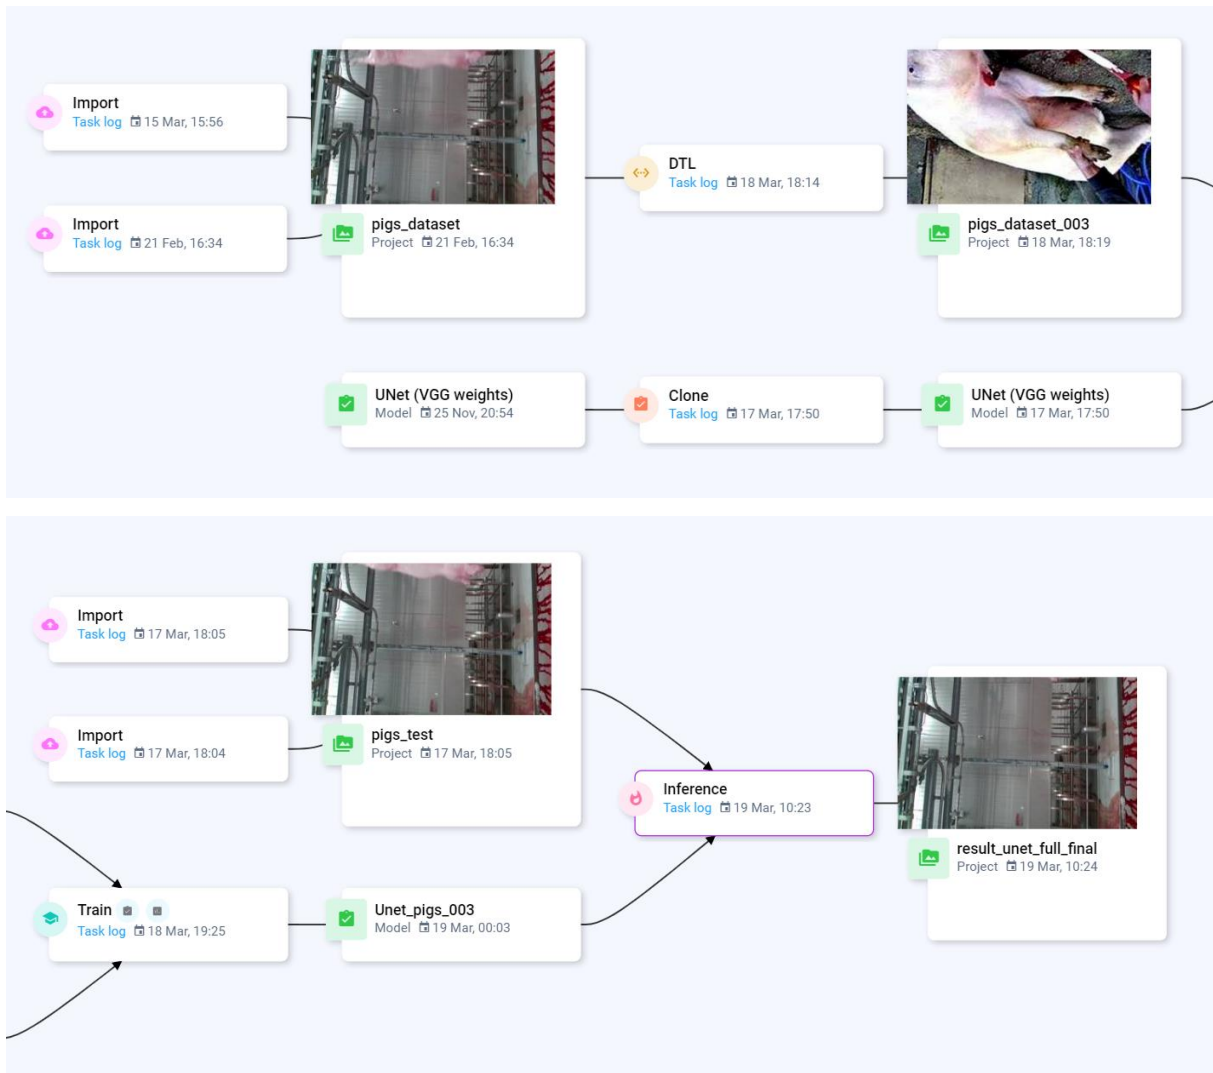 Import
Task log 15 Mar, 15:56
Import
Task log 21 Feb, 16:34
pigs_dataset
Project 21 Feb, 16:34
DTL
Task log 18 Mar, 18:14
pigs_dataset_003
Project 18 Mar, 18:19
UNet (VGG weights)
Model 25 Nov, 20:54
Clone
Task log 17 Mar, 17:50
UNet (VGG weights)
Model 17 Mar, 17:50
Import
Task log 17 Mar, 18:05
Import
Task log 17 Mar, 18:04
pigs_test
Project 17 Mar, 18:05
Inference
Task log 19 Mar, 10:23
result_unet_full_final
Project 19 Mar, 10:24
Train
Task log 18 Mar, 19:25
Unet_pigs_003
Model 19 Mar, 00:03